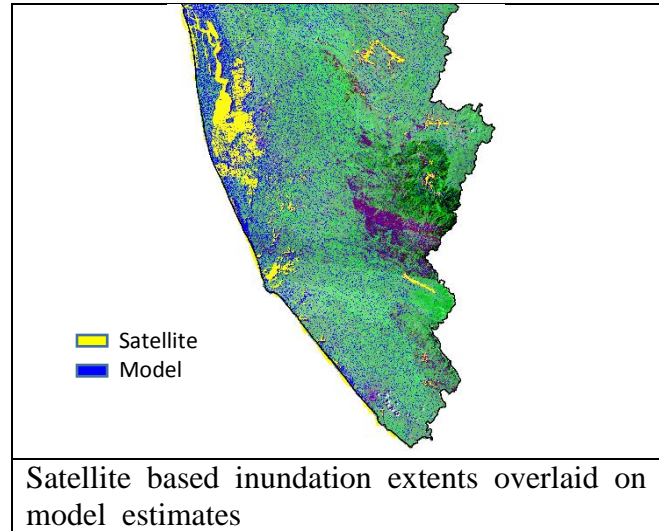 Satellite
Model
Satellite based inundation extents overlaid on
model estimates